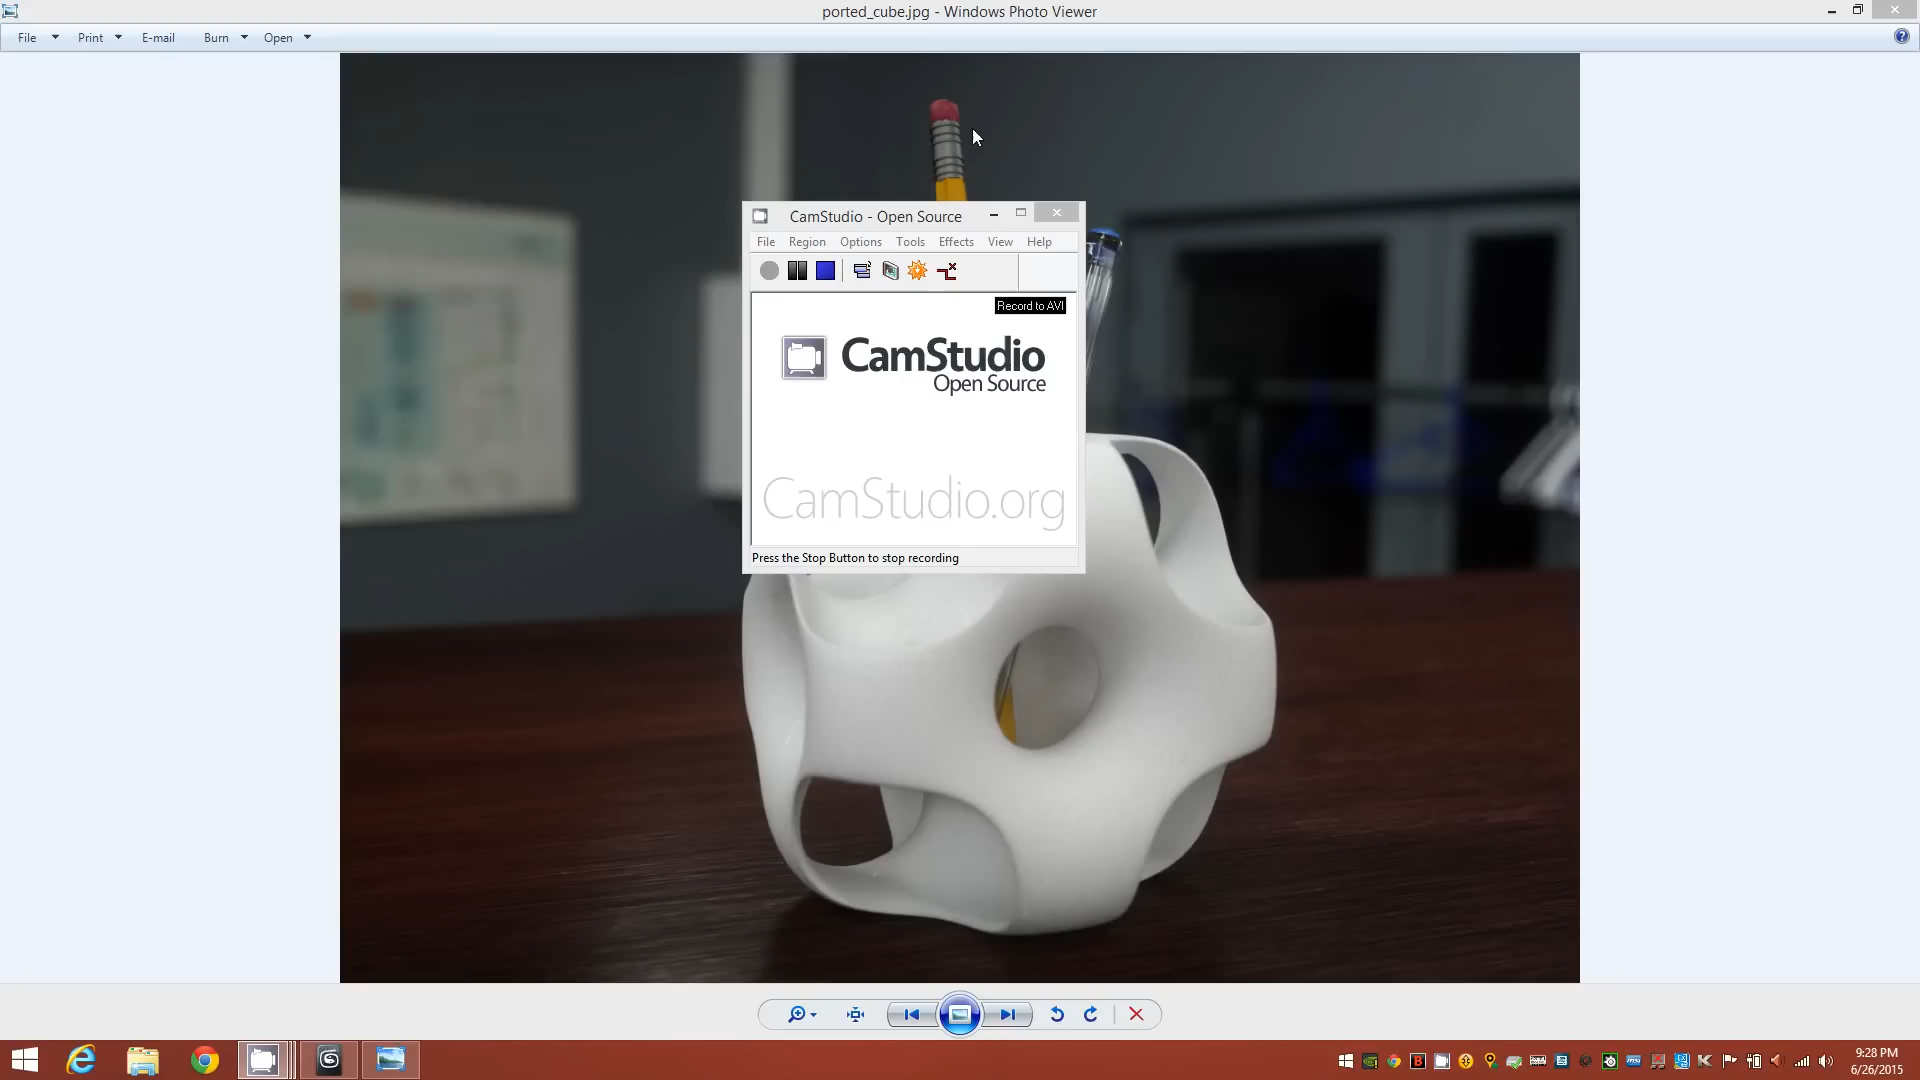 ported_cube.jpg - Windows Photo Viewer
File Print E-mail Burn Open
CamStudio - Open Source
File Region Options Tools Effects View Help
Record to AVI
CamStudio
Open Source
CamStudio.org
Press the Stop Button to stop recording
9:28 PM
6/26/2015